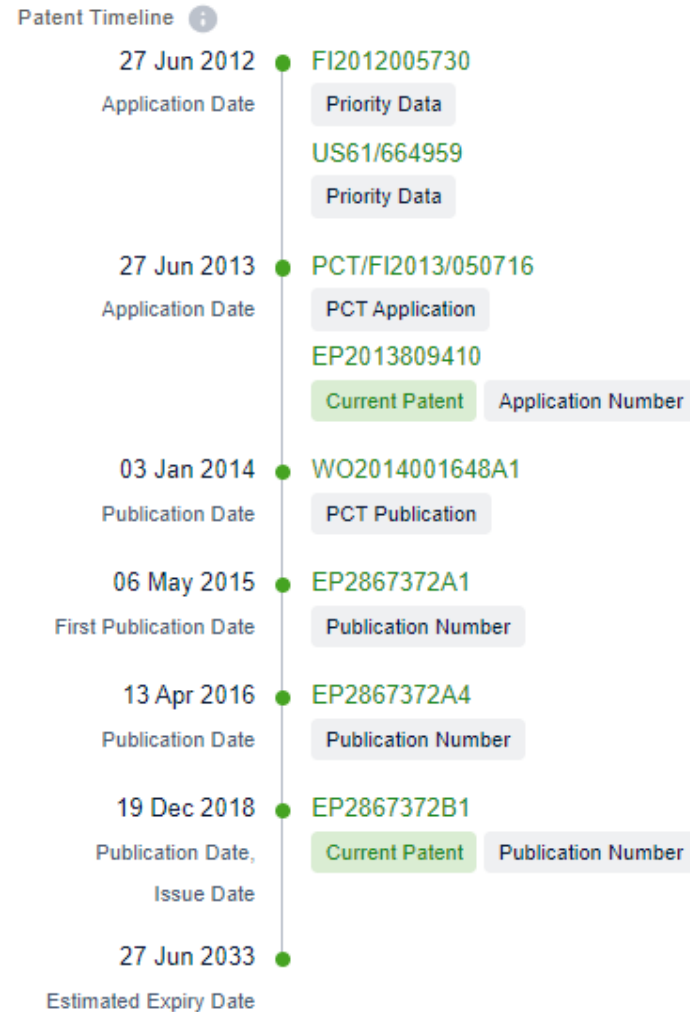 Patent Timeline i
27 Jun 2012 FI2012005730
Application Date Priority Data
US61/664959
Priority Data
27 Jun 2013 PCT/FI2013/050716
Application Date PCT Application
EP2013809410
Current Patent Application Number
03 Jan 2014 WO2014001648A1
Publication Date PCT Publication
06 May 2015 EP2867372A1
First Publication Date Publication Number
13 Apr 2016 EP2867372A4
Publication Date Publication Number
19 Dec 2018 EP2867372B1
Publication Date, Current Patent Publication Number
Issue Date
27 Jun 2033
Estimated Expiry Date